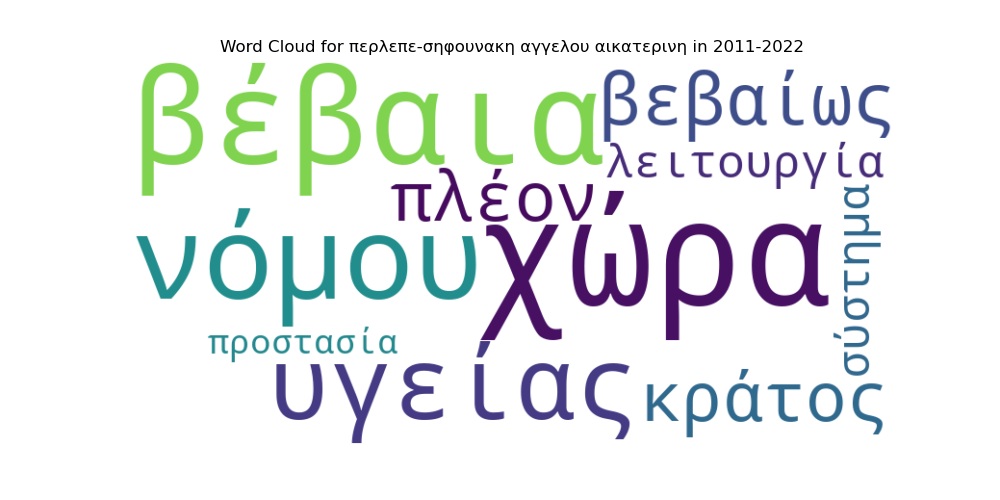 Word Cloud for περλεπε-σηφουνακη αγγελου αικατερινη in 2011-2022
βέβαια
βεβαίως
λειτουργία
πλέον
νόμου
χώρα
σύστημα
προστασία
υγείας
κράτος